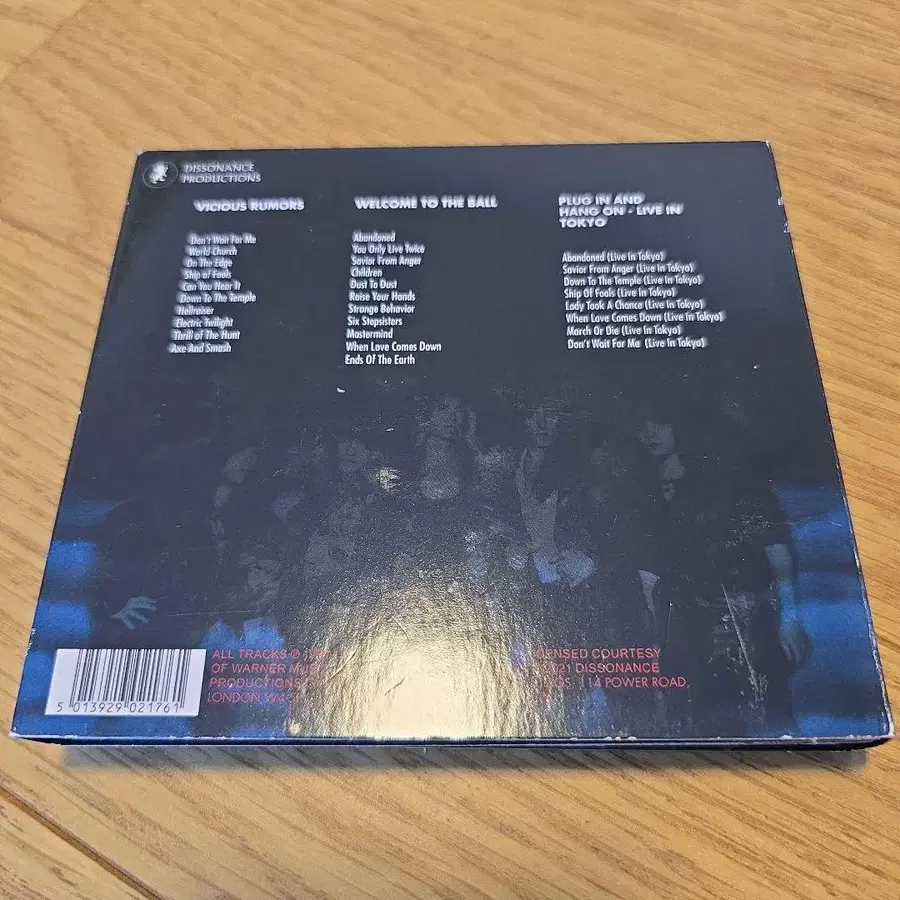 DISSONANCE
PRODUCTIONS
VICIOUS RUMORS
Don't Wait For Me
World Church
On The Edge
Ship of Fools
Can You Hear It
Down To The Temple
Hellraiser
Electric Twilight
Thrill of The Hunt
Axe And Smash
WELCOME TO THE BALL
Abandoned
You Only Live Twice
Savior From Anger
Children
Dust To Dust
Raise Your Hands
Strange Behavior
Six Stepsisters
Mastermind
When Love Comes Down
Ends Of The Earth
PLUG IN AND
HANG ON - LIVE IN
TOKYO
Abandoned (Live In Tokyo)
Savior From Anger (Live In Tokyo)
Down To The Temple (Live In Tokyo)
Ship Of Fools (Live In Tokyo)
Lady Took A Chance (Live In Tokyo)
When Love Comes Down (Live In Tokyo)
March Or Die (Live In Tokyo)
Don't Wait For Me (Live In Tokyo)
ALL TRACKS COURTESY
OF WARNER DISSONANCE
PRODUCTIONS 114 POWER ROAD,
LONDON,
5 013929 021761